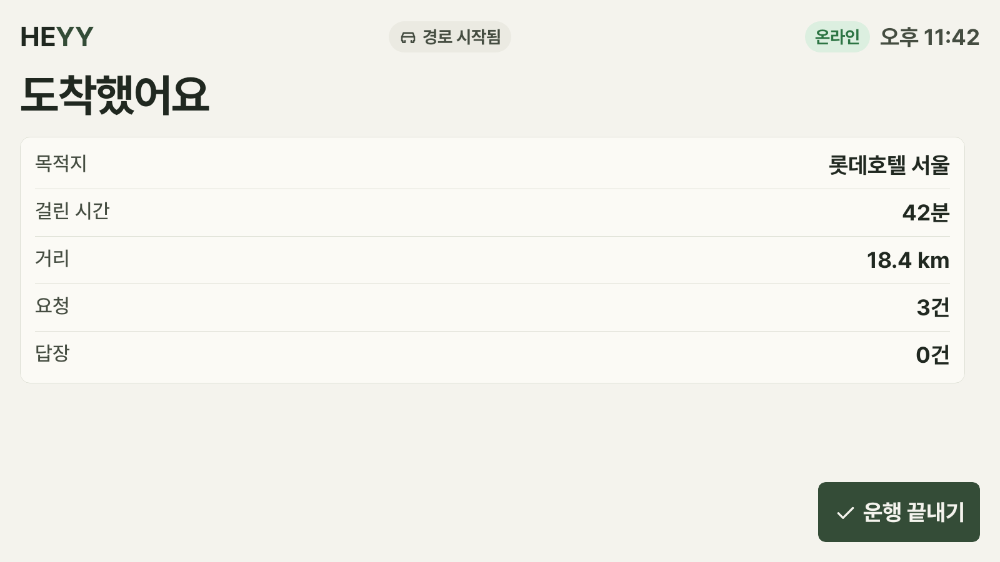 HEYY
경로 시작됨
온라인 오후 11:42
도착했어요
목적지 롯데호텔 서울
걸린 시간 42분
거리 18.4 km
요청 3건
답장 0건
운행 끝내기